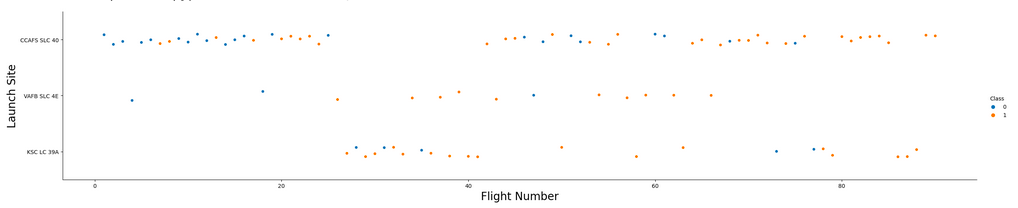 CCAFS SLC 40
VAFB SLC 4E
KSC LC 39A
Launch Site
0 20 40 60 80
Flight Number
Class
0
1